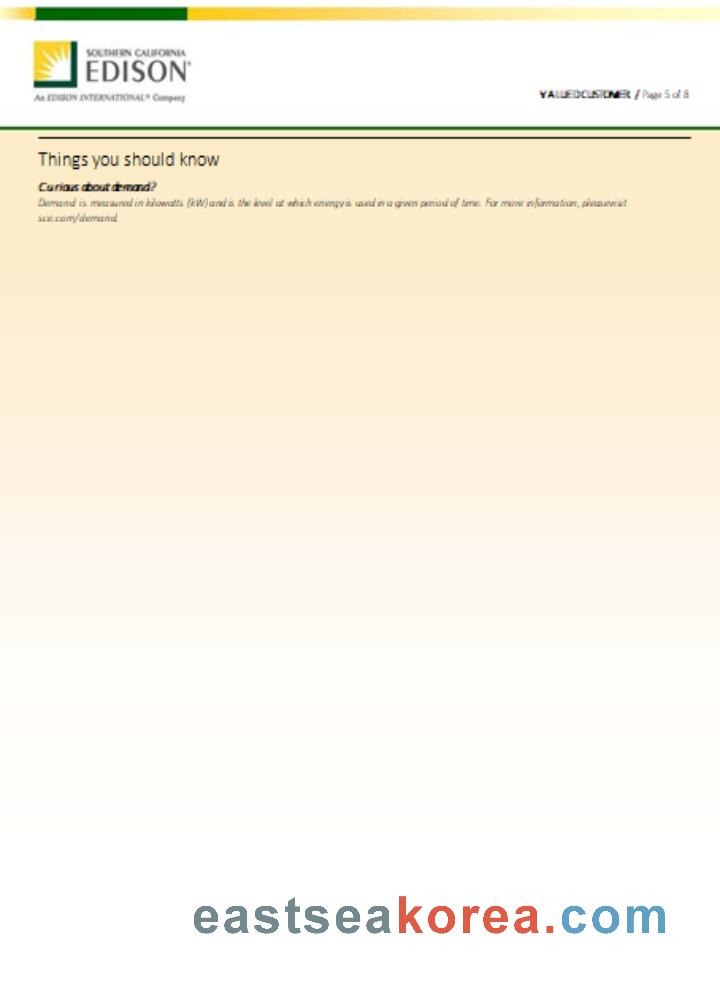 SOUTHERN CALIFORNIA
EDISON®
An EDISON INTERNATIONAL® Company
VALUED CUSTOMER / Page 5 of 8
Things you should know
Curious about demand?
Demand is measured in kilowatts (kW) and is the level at which energy is used in a given period of time. For more information, please visit
sce.com/demand.
eastseakorea.com